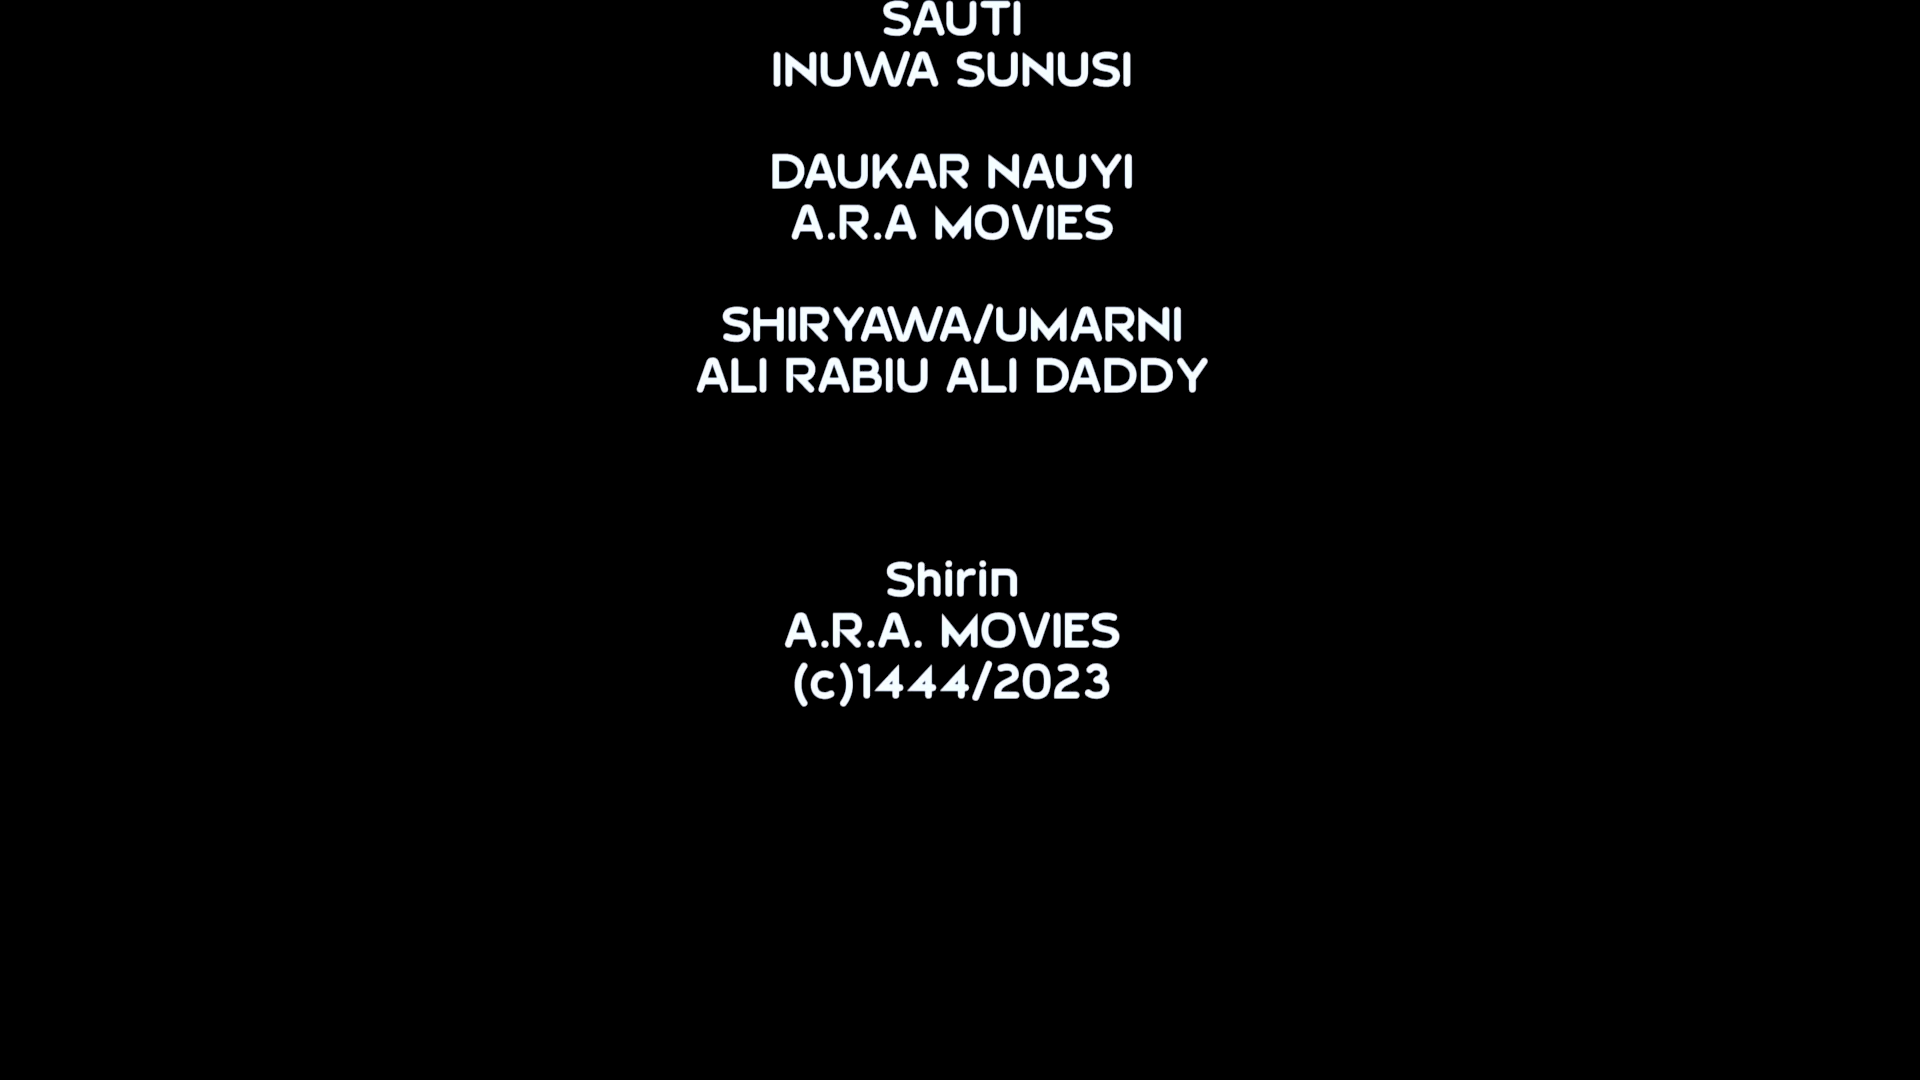 SAUTI
INUWA SUNUSI
DAUKAR NAUYI
A.R.A MOVIES
SHIRYAWA/UMARNI
ALI RABIU ALI DADDY
Shirin
A.R.A. MOVIES
(c)1444/2023